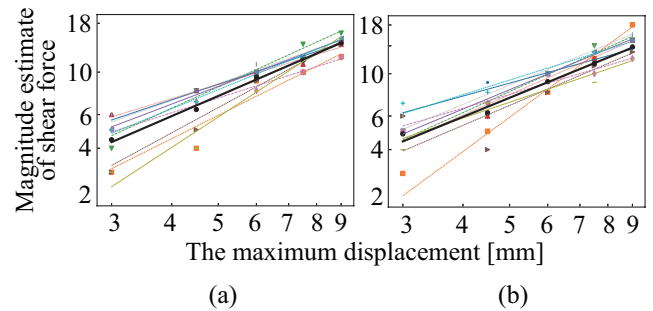 Magnitude estimate
of shear force
18
10
6
4
2
3 4 5 6 7 8 9
18
10
6
4
2
3 4 5 6 7 8 9
The maximum displacement [mm]
(a) (b)